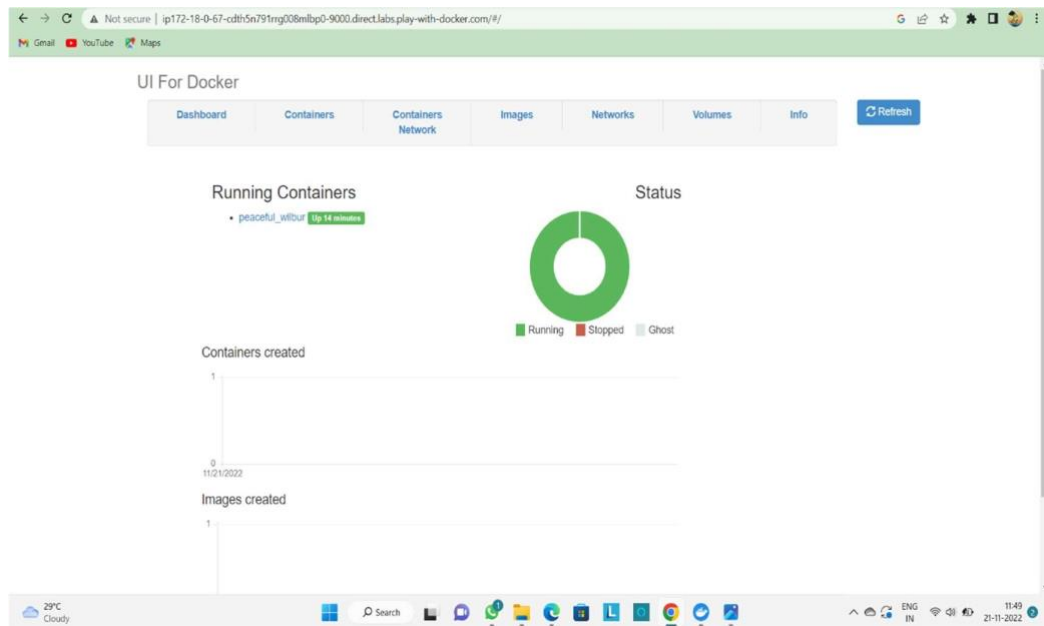 Not secure | ip172-18-0-67-cdth5n791rrg008mlbp0-9000.direct.labs.play-with-docker.com/#/
Gmail YouTube Maps
UI For Docker
Dashboard Containers Containers Network Images Networks Volumes Info Refresh
Running Containers
peaceful_wilbur Up 14 minutes
Status
Running Stopped Ghost
Containers created
1
0
11/21/2022
Images created
1
29°C
Cloudy
Search
ENG
IN
11:49
21-11-2022
2